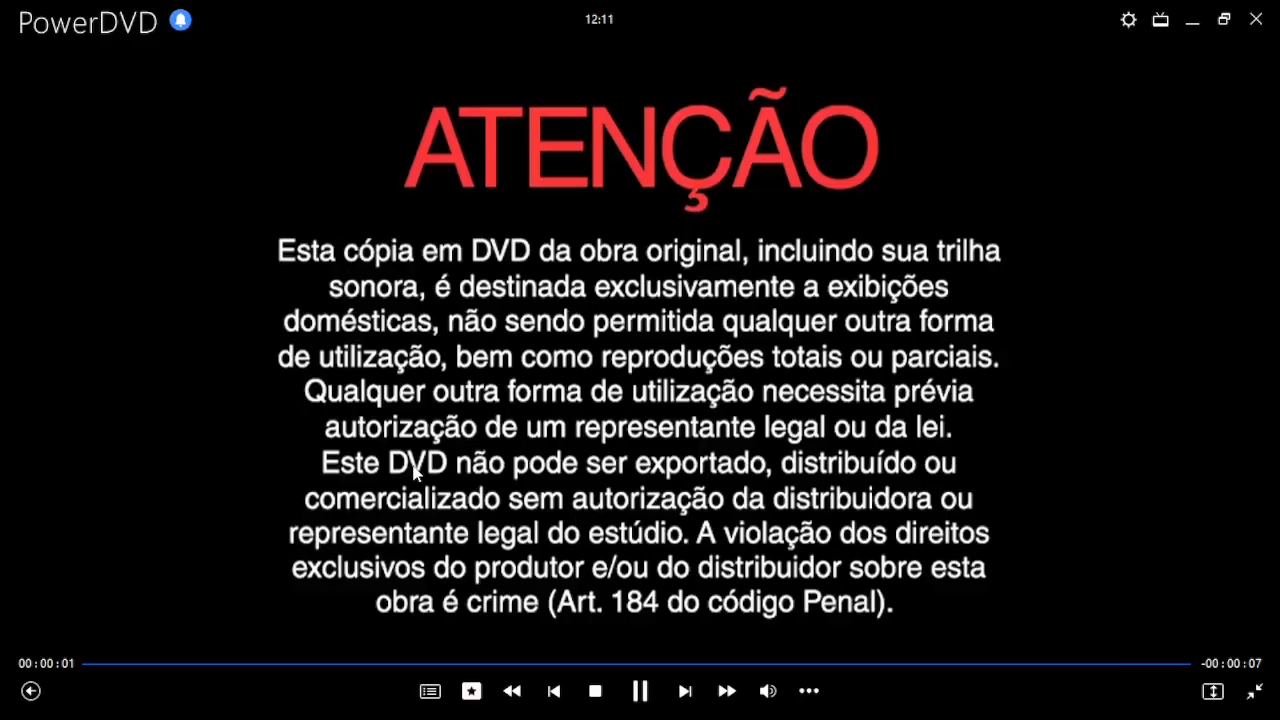 PowerDVD
12:11
ATENÇÃO
Esta cópia em DVD da obra original, incluindo sua trilha
sonora, é destinada exclusivamente a exibições
domésticas, não sendo permitida qualquer outra forma
de utilização, bem como reproduções totais ou parciais.
Qualquer outra forma de utilização necessita prévia
autorização de um representante legal ou da lei.
Este DVD não pode ser exportado, distribuído ou
comercializado sem autorização da distribuidora ou
representante legal do estúdio. A violação dos direitos
exclusivos do produtor e/ou do distribuidor sobre esta
obra é crime (Art. 184 do código Penal).
00:00:01
-00:00:07